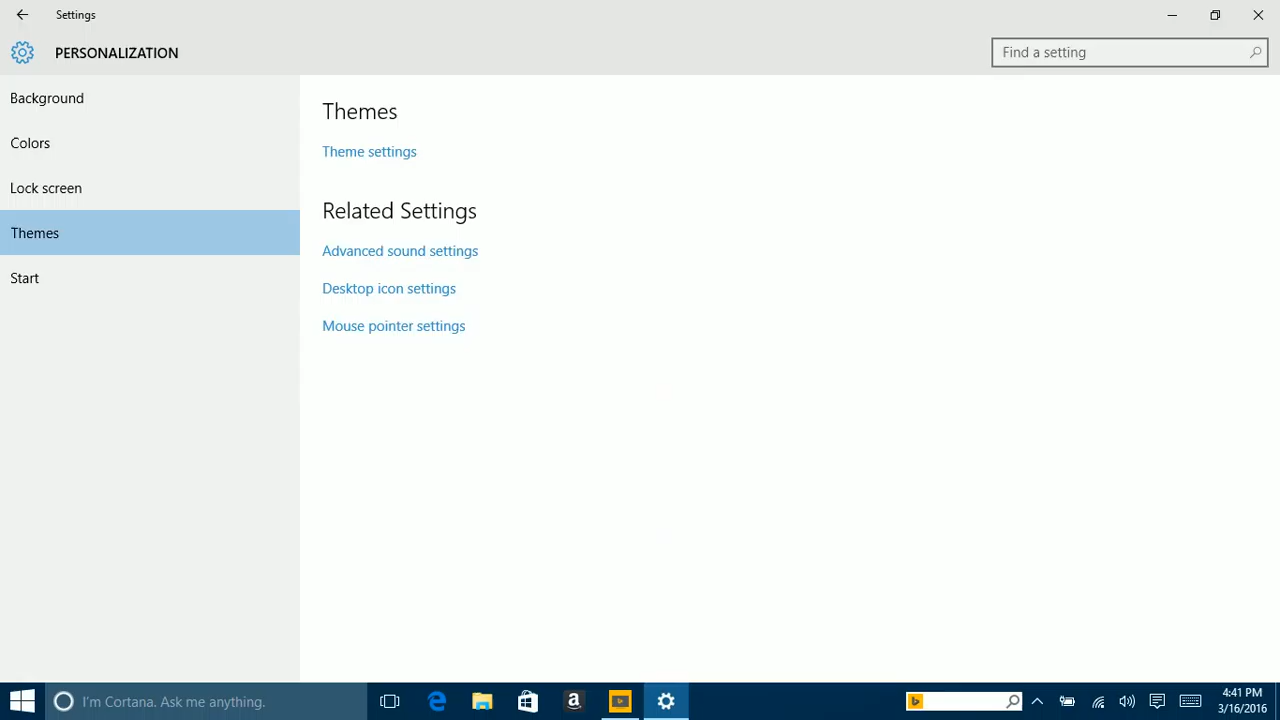 Settings
PERSONALIZATION
Find a setting
Background
Colors
Lock screen
Themes
Start
Themes
Theme settings
Related Settings
Advanced sound settings
Desktop icon settings
Mouse pointer settings
I'm Cortana. Ask me anything.
4:41 PM
3/16/2016